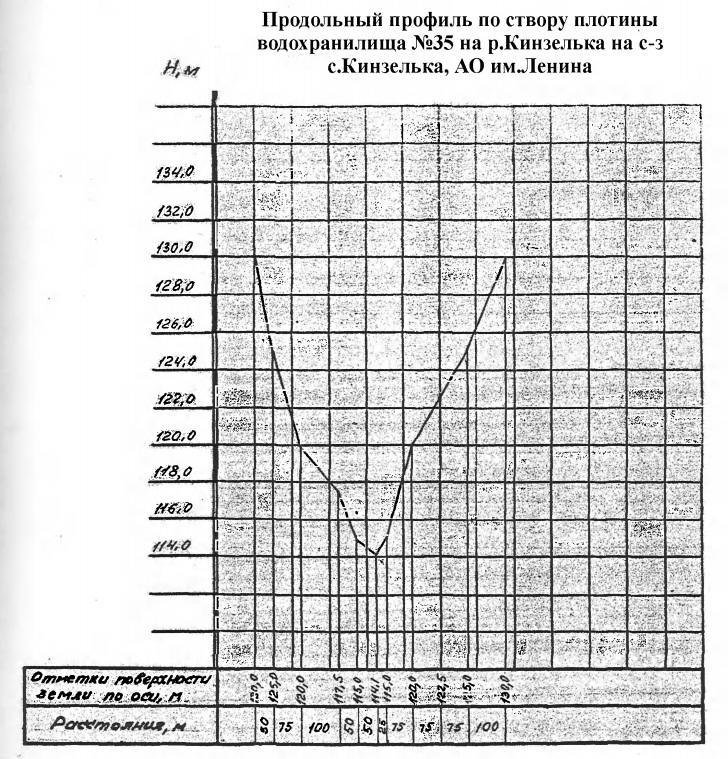 Продольный профиль по створу плотины
водохранилища №35 на р.Кинзелька на с-з
с.Кинзелька, АО им.Ленина
H, м
134,0
132,0
130,0
128,0
126,0
124,0
122,0
120,0
118,0
116,0
114,0
Отметки поверхности
земли по оси, м
130,0 125,0 120,0 117,5 115,0 114,1 115,0 120,0 122,5 125,0 130,0
Расстояния, м
50 75 100 50 50 25 75 75 75 100